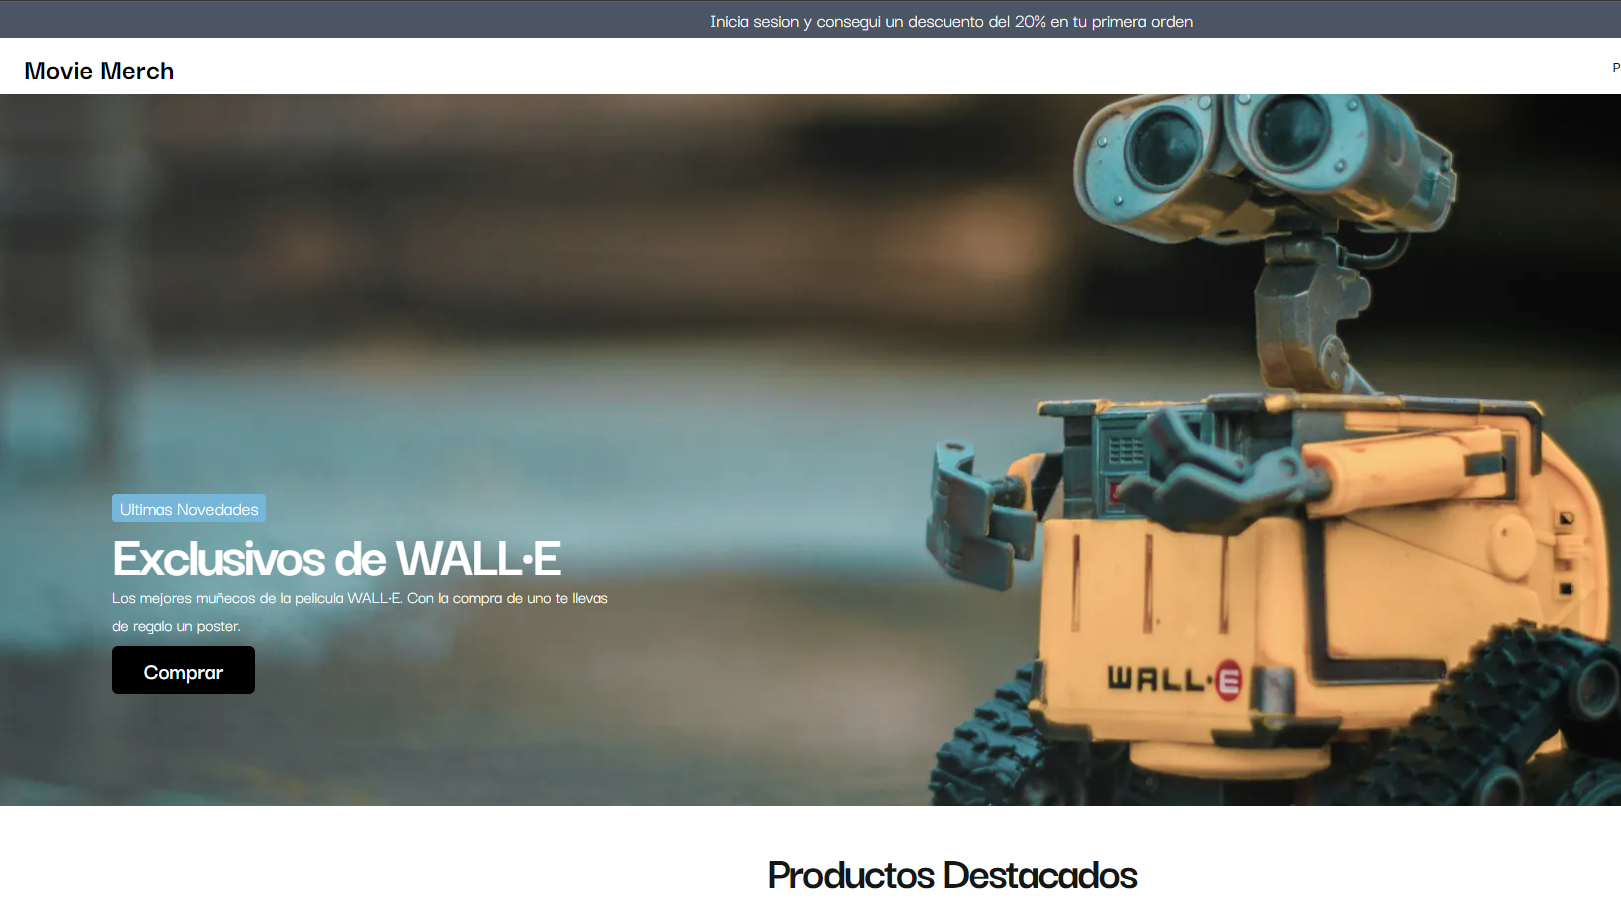 Inicia sesion y consegui un descuento del 20% en tu primera orden
Movie Merch
P
Ultimas Novedades
Exclusivos de WALL·E
Los mejores muñecos de la pelicula WALL·E. Con la compra de uno te llevas
de regalo un poster.
Comprar
WALL·E
Productos Destacados